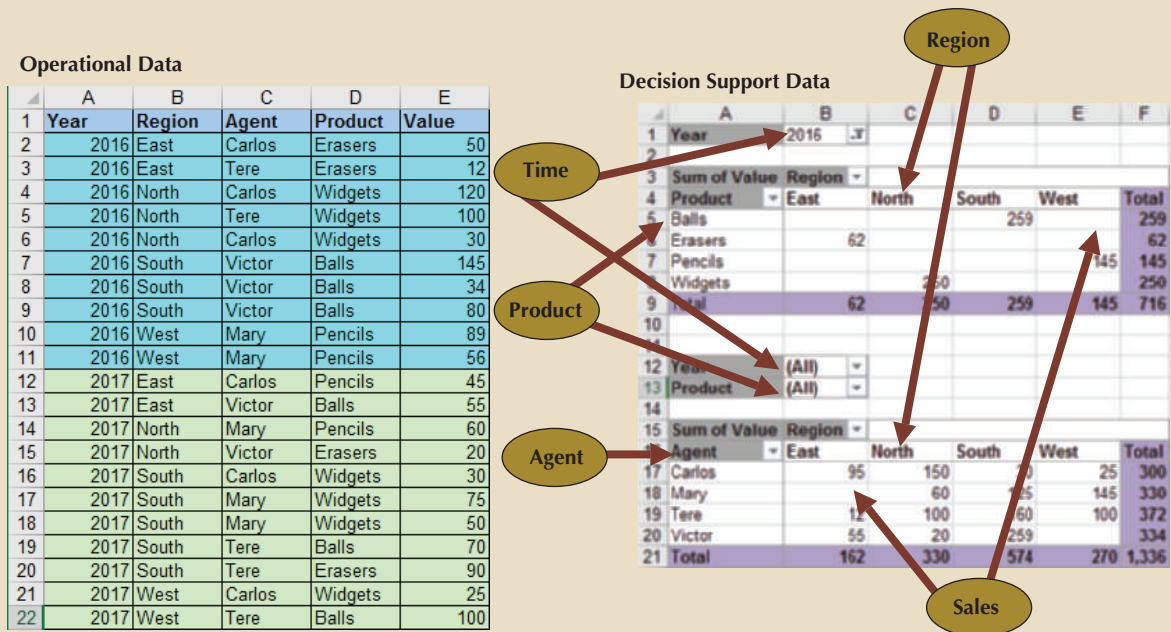 Operational Data
A B C D E
1 Year Region Agent Product Value
2 2016 East Carlos Erasers 50
3 2016 East Tere Erasers 12
4 2016 North Carlos Widgets 120
5 2016 North Tere Widgets 100
6 2016 North Carlos Widgets 30
7 2016 South Victor Balls 145
8 2016 South Victor Balls 34
9 2016 South Victor Balls 80
10 2016 West Mary Pencils 89
11 2016 West Mary Pencils 56
12 2017 East Carlos Pencils 45
13 2017 East Victor Balls 55
14 2017 North Mary Pencils 60
15 2017 North Victor Erasers 20
16 2017 South Carlos Widgets 30
17 2017 South Mary Widgets 75
18 2017 South Mary Widgets 50
19 2017 South Tere Balls 70
20 2017 South Tere Erasers 90
21 2017 West Carlos Widgets 25
22 2017 West Tere Balls 100
Time
Product
Agent
Region
Sales
Decision Support Data
A B C D E F
1 Year 2016
2
3 Sum of Value Region
4 Product East North South West Total
5 Balls 259 259
Erasers 62 62
7 Pencils 145 145
Widgets 250 250
9 Total 62 250 259 145 716
10
12 Year (All)
13 Product (All)
14
15 Sum of Value Region
Agent East North South West Total
17 Carlos 95 150 25 300
18 Mary 60 125 145 330
19 Tere 12 100 160 100 372
20 Victor 55 20 259 334
21 Total 162 330 574 270 1,336